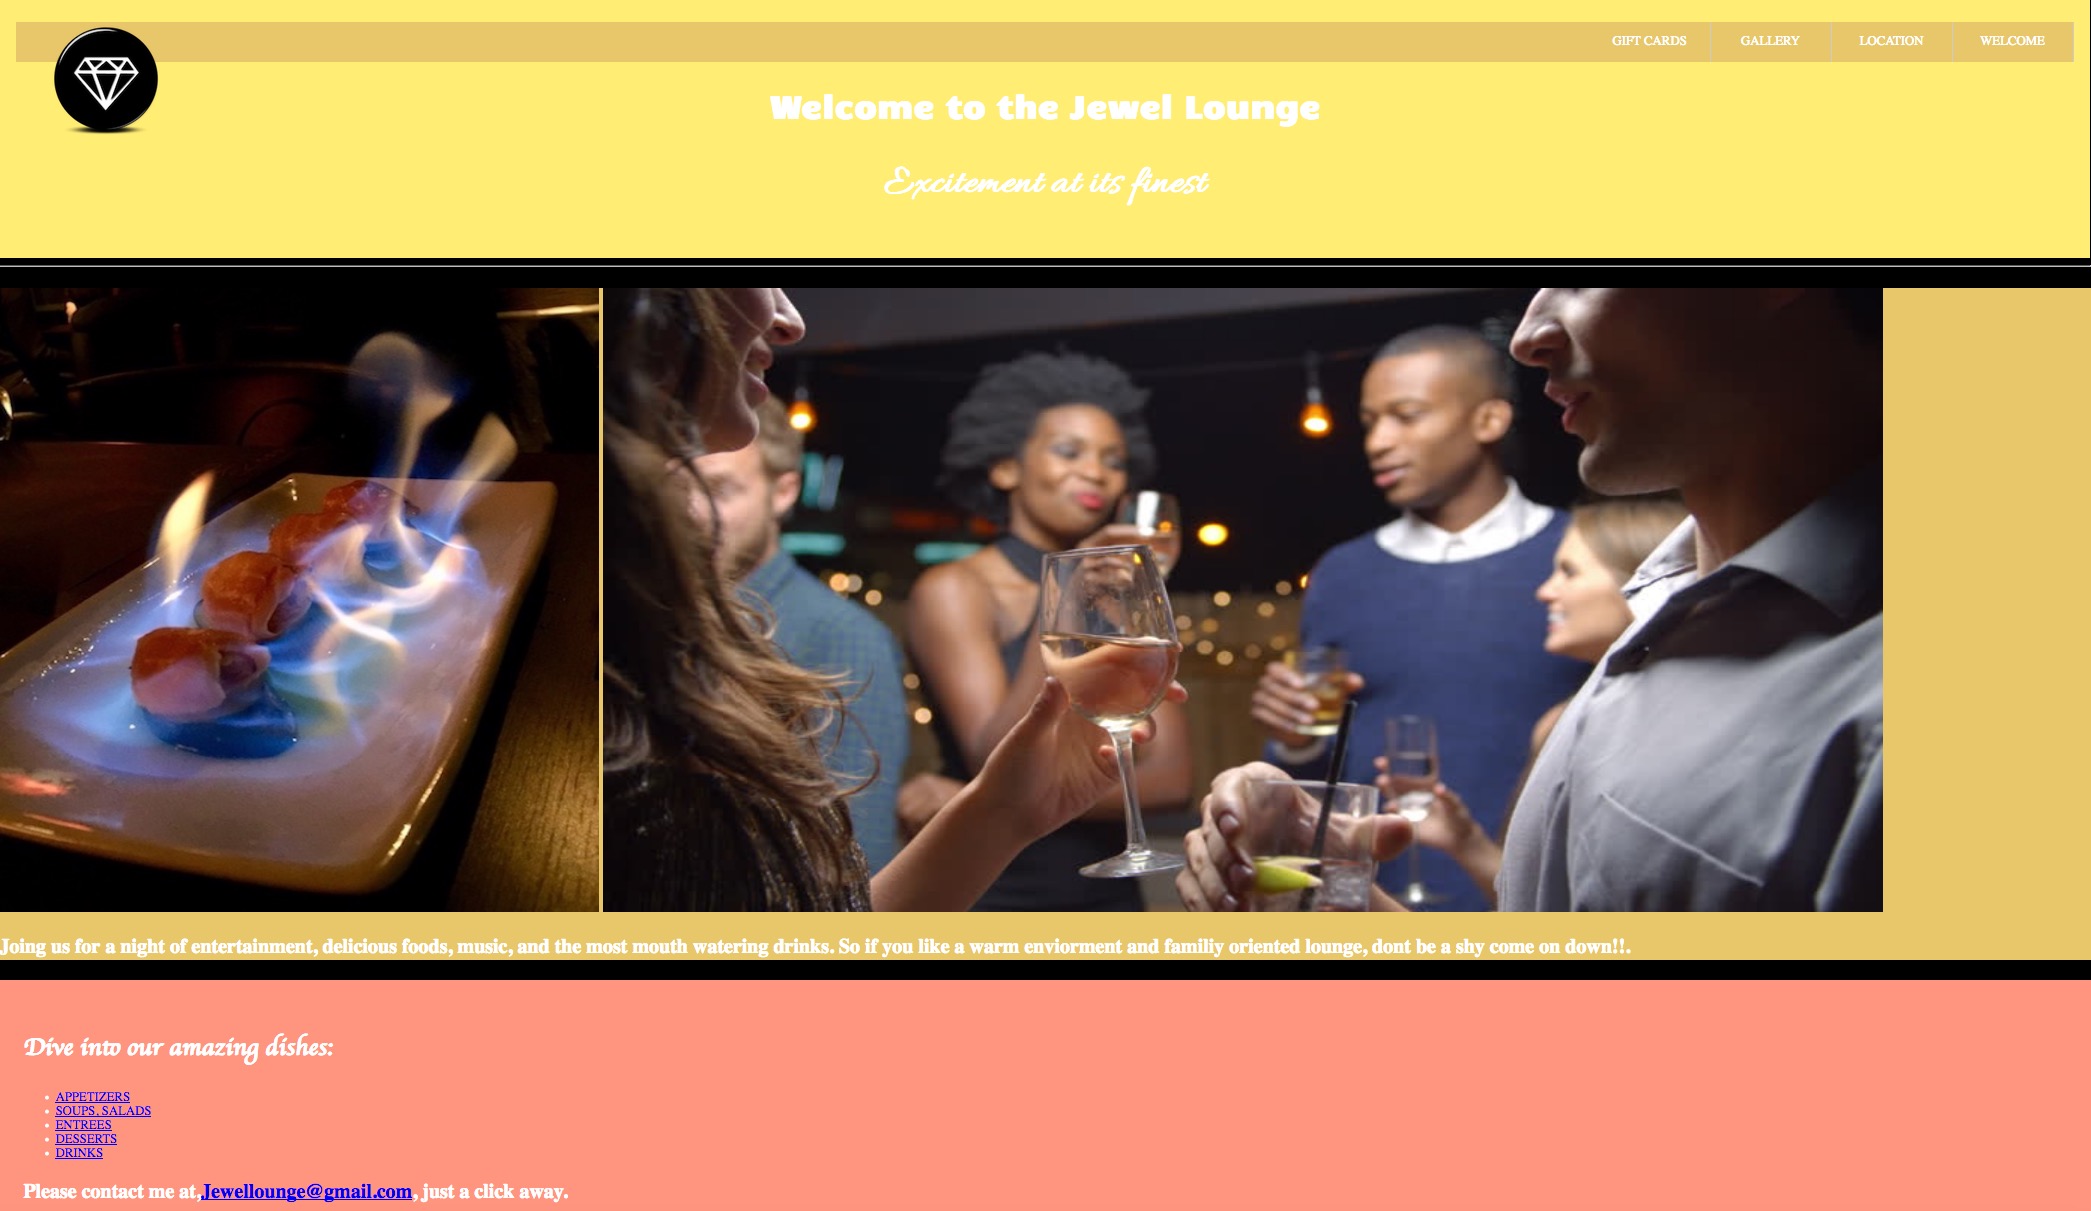 GIFT CARDS GALLERY LOCATION WELCOME
Welcome to the Jewel Lounge
Excitement at its finest
Joing us for a night of entertainment, delicious foods, music, and the most mouth watering drinks. So if you like a warm enviorment and familiy oriented lounge, dont be a shy come on down!!.
Dive into our amazing dishes:
• APPETIZERS
• SOUPS, SALADS
• ENTREES
• DESSERTS
• DRINKS
Please contact me at,Jewellounge@gmail.com, just a click away.